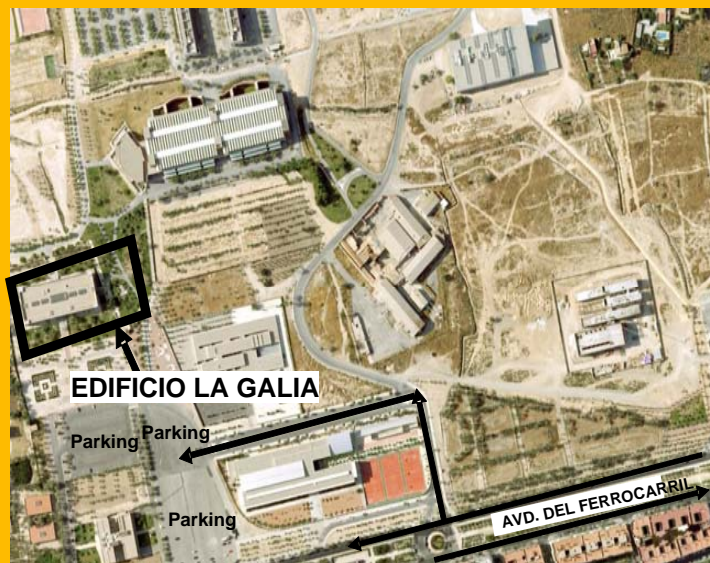 EDIFICIO LA GALIA
Parking
Parking
Parking
AVD. DEL FERROCARRIL